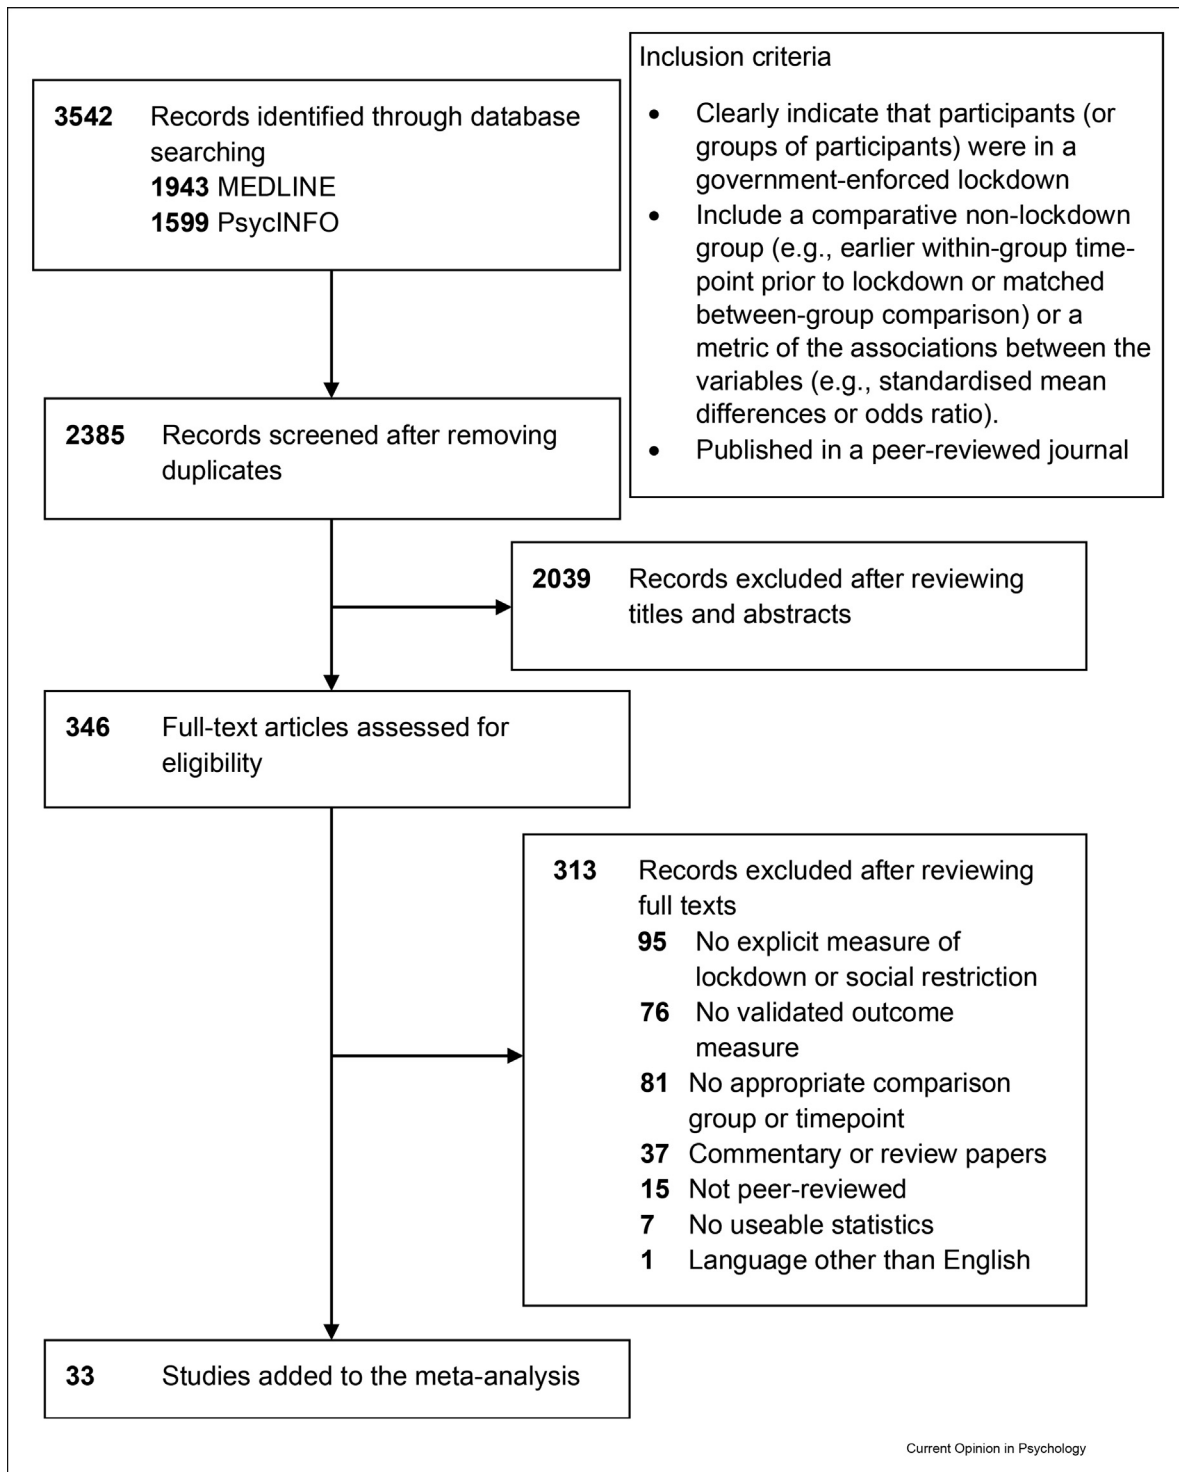 3542 Records identified through database
searching
1943 MEDLINE
1599 PsycINFO
Inclusion criteria
• Clearly indicate that participants (or
groups of participants) were in a
government-enforced lockdown
• Include a comparative non-lockdown
group (e.g., earlier within-group time-
point prior to lockdown or matched
between-group comparison) or a
metric of the associations between the
variables (e.g., standardised mean
differences or odds ratio).
• Published in a peer-reviewed journal
2385 Records screened after removing
duplicates
2039 Records excluded after reviewing
titles and abstracts
346 Full-text articles assessed for
eligibility
313 Records excluded after reviewing
full texts
95 No explicit measure of
lockdown or social restriction
76 No validated outcome
measure
81 No appropriate comparison
group or timepoint
37 Commentary or review papers
15 Not peer-reviewed
7 No useable statistics
1 Language other than English
33 Studies added to the meta-analysis
Current Opinion in Psychology